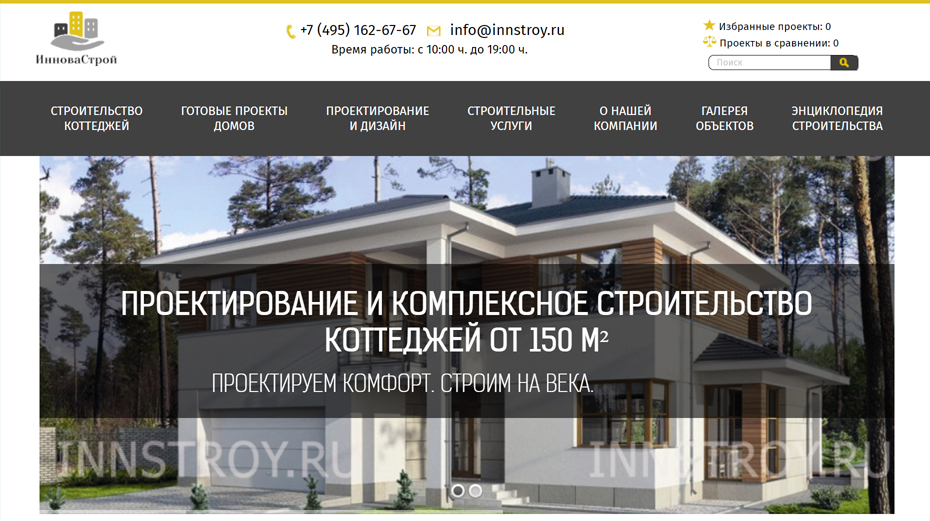 ИнноваСтрой
+7 (495) 162-67-67 info@innstroy.ru
Время работы: с 10:00 ч. до 19:00 ч.
Избранные проекты: 0
Проекты в сравнении: 0
Поиск
СТРОИТЕЛЬСТВО
КОТТЕДЖЕЙ
ГОТОВЫЕ ПРОЕКТЫ
ДОМОВ
ПРОЕКТИРОВАНИЕ
И ДИЗАЙН
СТРОИТЕЛЬНЫЕ
УСЛУГИ
О НАШЕЙ
КОМПАНИИ
ГАЛЕРЕЯ
ОБЪЕКТОВ
ЭНЦИКЛОПЕДИЯ
СТРОИТЕЛЬСТВА
ПРОЕКТИРОВАНИЕ И КОМПЛЕКСНОЕ СТРОИТЕЛЬСТВО
КОТТЕДЖЕЙ ОТ 150 М²
ПРОЕКТИРУЕМ КОМФОРТ. СТРОИМ НА ВЕКА.
INNSTROY.RU INNSTROY.RU